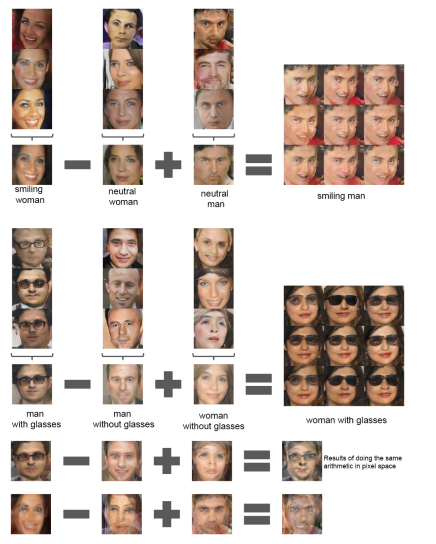 smiling
woman
neutral
woman
neutral
man
smiling man
man
with glasses
man
without glasses
woman
without glasses
woman with glasses
Results of doing the same
arithmetic in pixel space